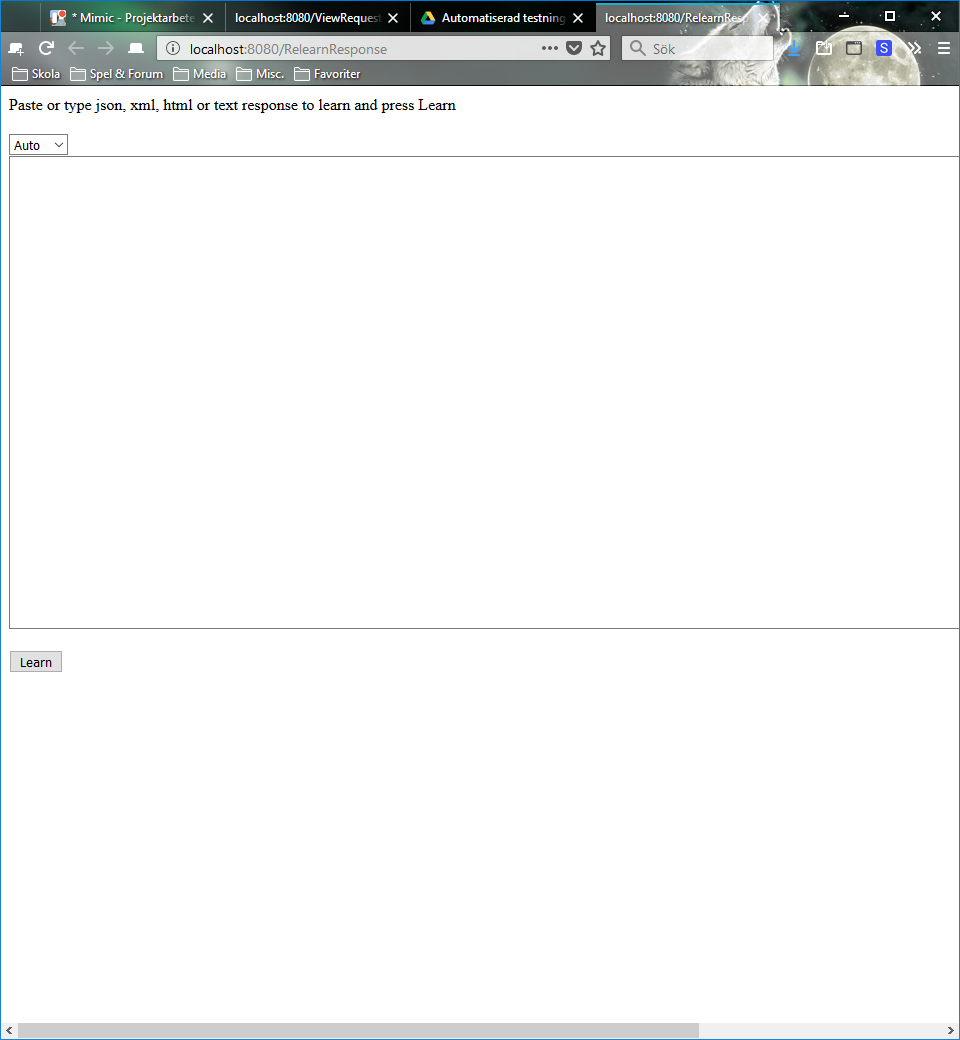 * Mimic - Projektarbete
localhost:8080/ViewRequest
Automatiserad testning
localhost:8080/RelearnResp
localhost:8080/RelearnResponse
Sök
S
Skola
Spel & Forum
Media
Misc.
Favoriter
Paste or type json, xml, html or text response to learn and press Learn
Auto
Learn